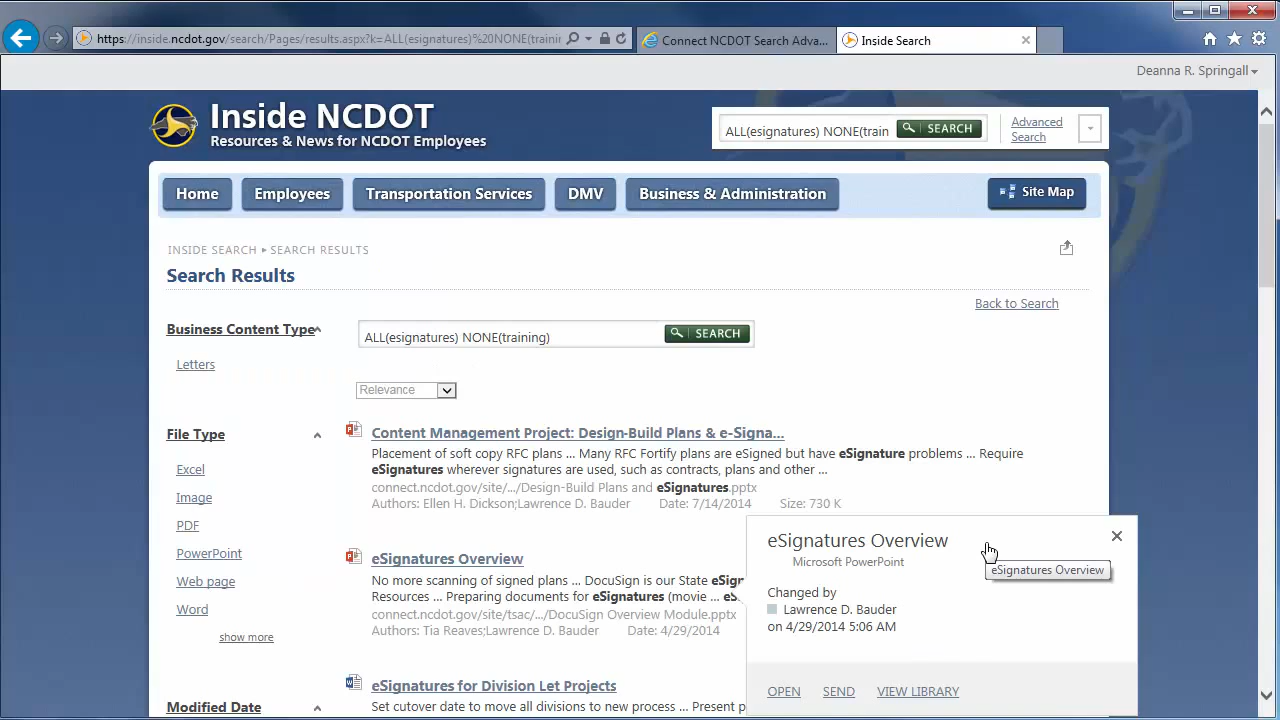 https://inside.ncdot.gov/search/Pages/results.aspx?k=ALL(esignatures)%20NONE(trainir
Connect NCDOT Search Adva...
Inside Search
Deanna R. Springall
Inside NCDOT
Resources & News for NCDOT Employees
ALL(esignatures) NONE(train
SEARCH
Advanced
Search
Home
Employees
Transportation Services
DMV
Business & Administration
Site Map
INSIDE SEARCH ▸ SEARCH RESULTS
Search Results
Back to Search
Business Content Type
ALL(esignatures) NONE(training)
SEARCH
Letters
Relevance
File Type
Excel
Image
PDF
PowerPoint
Web page
Word
show more
Modified Date
Content Management Project: Design-Build Plans & e-Signa...
Placement of soft copy RFC plans ... Many RFC Fortify plans are eSigned but have eSignature problems ... Require
eSignatures wherever signatures are used, such as contracts, plans and other ...
connect.ncdot.gov/site/.../Design-Build Plans and eSignatures.pptx
Authors: Ellen H. Dickson;Lawrence D. Bauder Date: 7/14/2014 Size: 730 K
eSignatures Overview
No more scanning of signed plans ... DocuSign is our State eSigr
Resources ... Preparing documents for eSignatures (movie ... eS
connect.ncdot.gov/site/tsac/.../DocuSign Overview Module.pptx
Authors: Tia Reaves;Lawrence D. Bauder Date: 4/29/2014
eSignatures for Division Let Projects
Set cutover date to move all divisions to new process ... Present p
eSignatures Overview
Microsoft PowerPoint
eSignatures Overview
Changed by
Lawrence D. Bauder
on 4/29/2014 5:06 AM
OPEN
SEND
VIEW LIBRARY